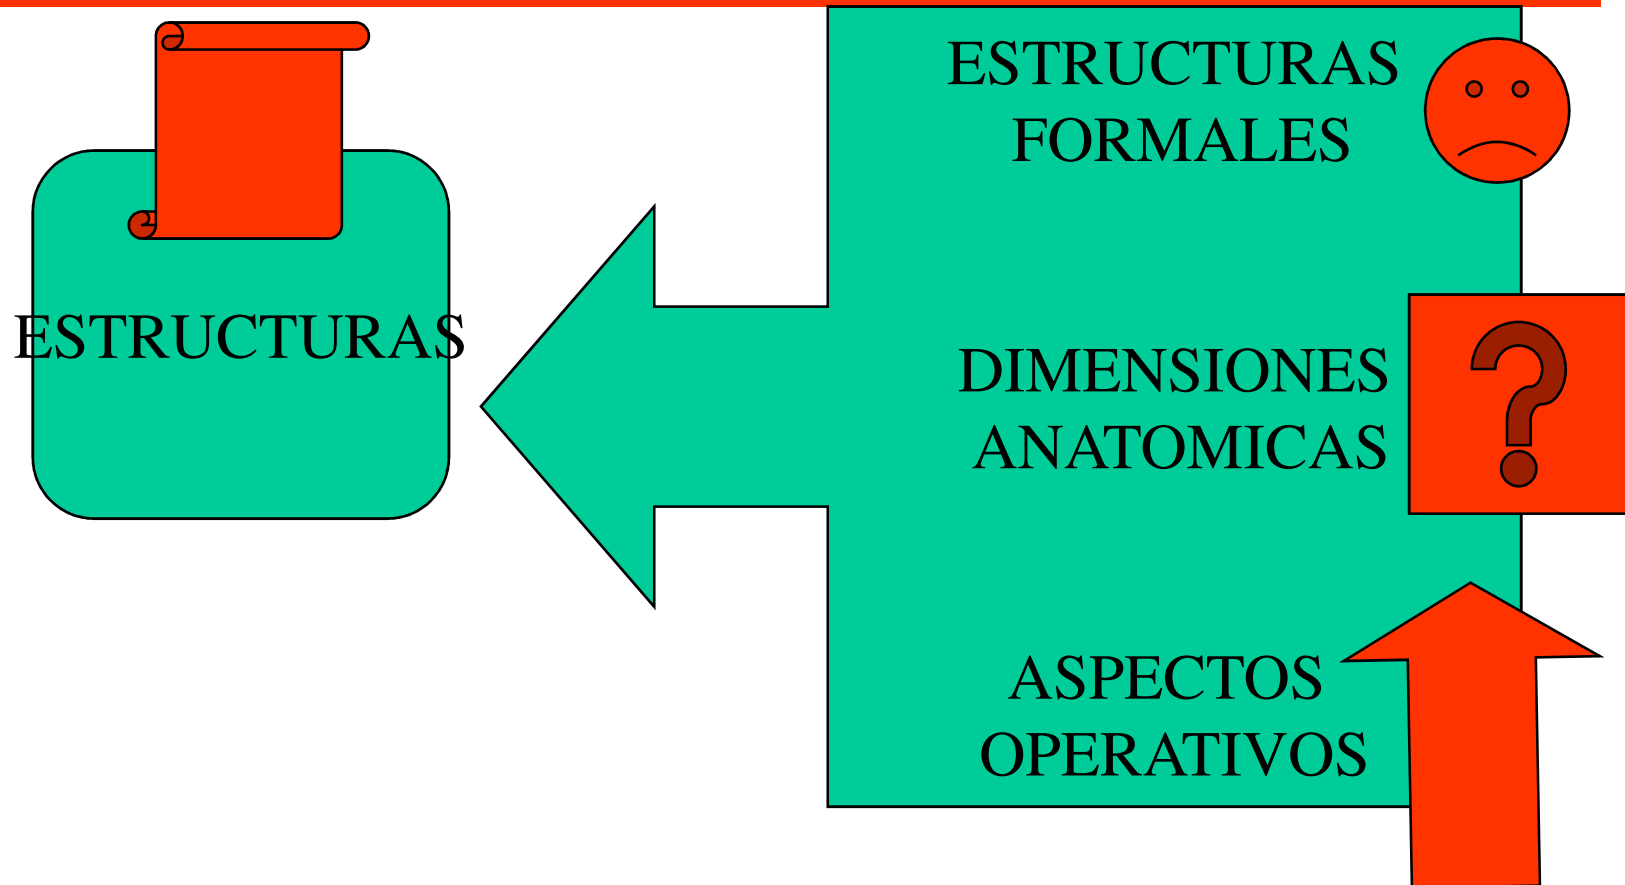 ESTRUCTURAS
ESTRUCTURAS
FORMALES
DIMENSIONES
ANATOMICAS
ASPECTOS
OPERATIVOS